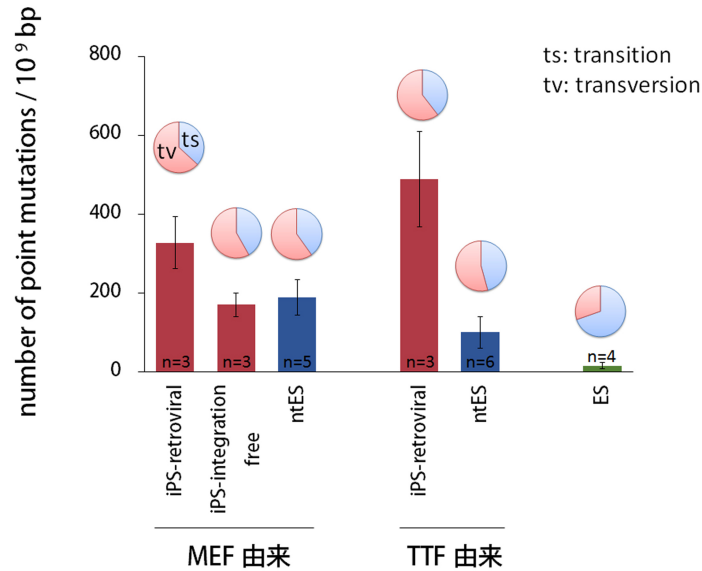 number of point mutations / 10⁹ bp
800
600
400
200
0
ts: transition
tv: transversion
tv
ts
n=3
n=3
n=5
n=3
n=6
n=4
iPS-retroviral
iPS-integration
free
ntES
iPS-retroviral
ntES
ES
MEF 由来
TTF 由来